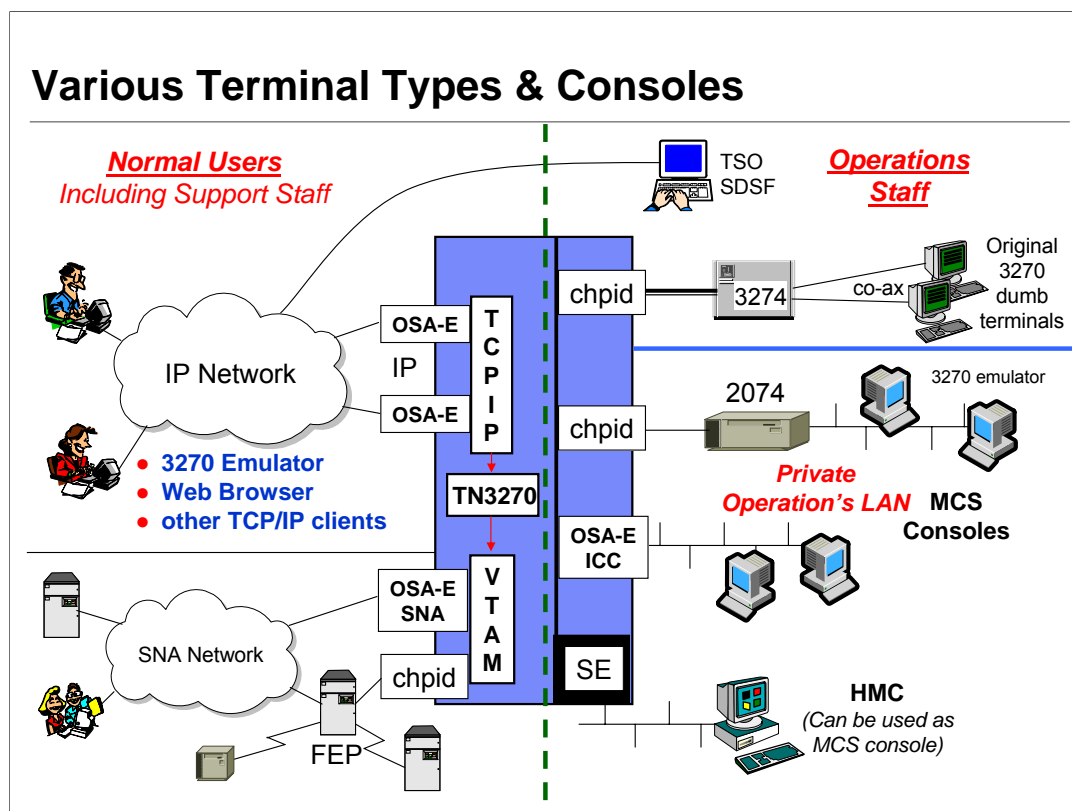 Various Terminal Types & Consoles
Normal Users
Including Support Staff
TSO
SDSF
Operations
Staff
IP Network
OSA-E
IP
OSA-E
TCPIP
● 3270 Emulator
● Web Browser
● other TCP/IP clients
TN3270
chpid
3274
co-ax
Original
3270
dumb
terminals
chpid
2074
3270 emulator
Private
Operation's LAN
MCS
Consoles
OSA-E
ICC
SNA Network
OSA-E
SNA
VTAM
chpid
FEP
SE
HMC
(Can be used as
MCS console)